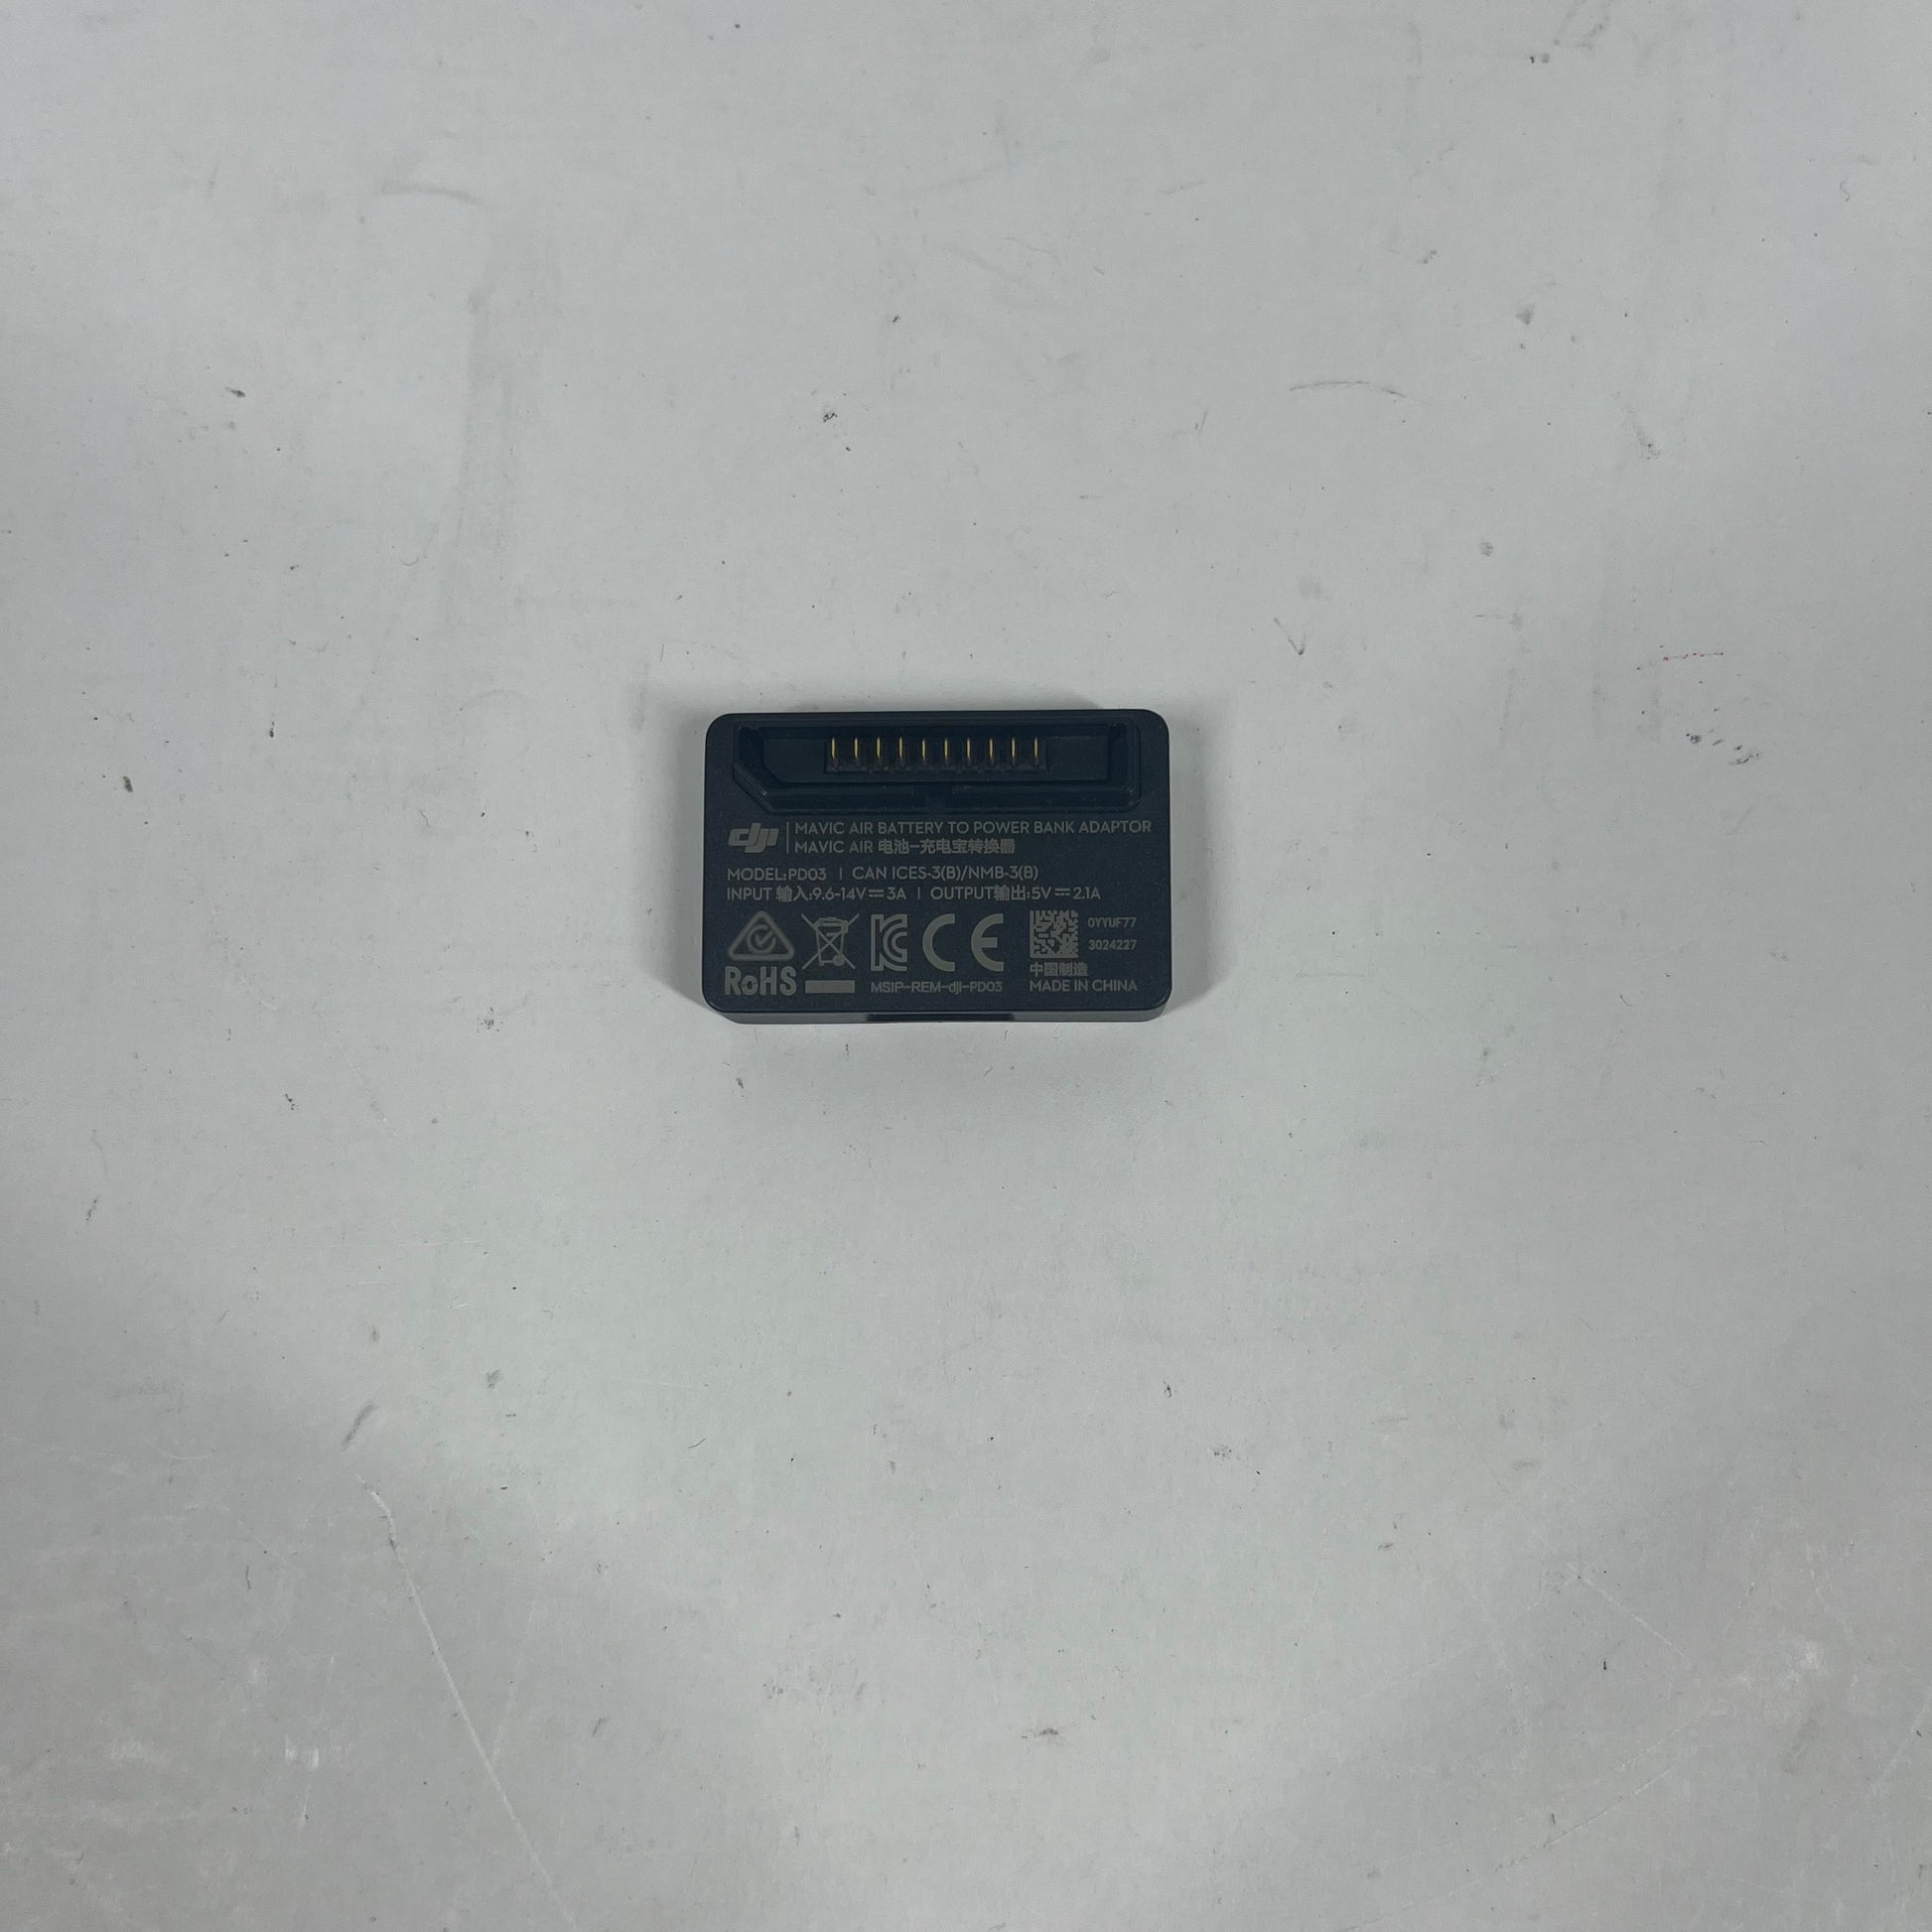 dji
MAVIC AIR BATTERY TO POWER BANK ADAPTOR
MAVIC AIR 电池-充电宝转换器
MODEL:PD03 | CAN ICES-3(B)/NMB-3(B)
INPUT 输入:9.6-14V⎓3A | OUTPUT输出:5V⎓2.1A
0YYUF77
3024227
中国制造
RoHS
MSIP-REM-dji-PD03
MADE IN CHINA